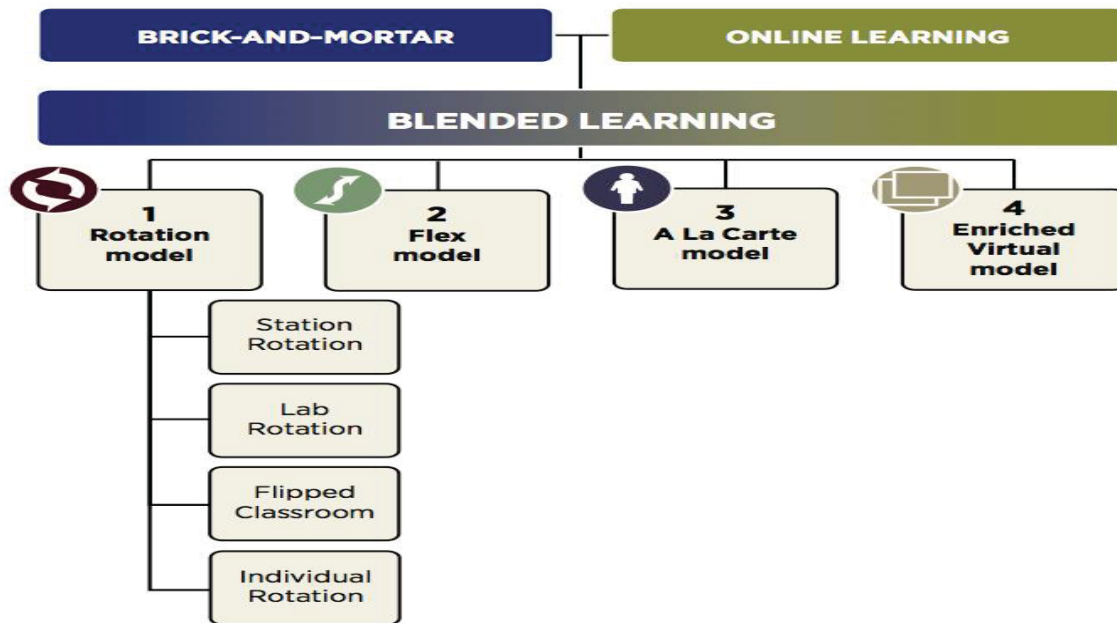 BRICK-AND-MORTAR
ONLINE LEARNING
BLENDED LEARNING
1
Rotation
model
2
Flex
model
3
A La Carte
model
4
Enriched
Virtual
model
Station
Rotation
Lab
Rotation
Flipped
Classroom
Individual
Rotation